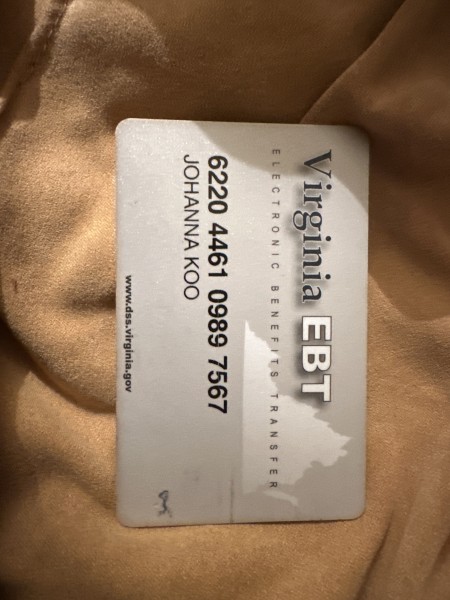 Virginia EBT
ELECTRONIC BENEFITS TRANSFER
6220 4461 0989 7567
JOHANNA KOO
www.dss.virginia.gov